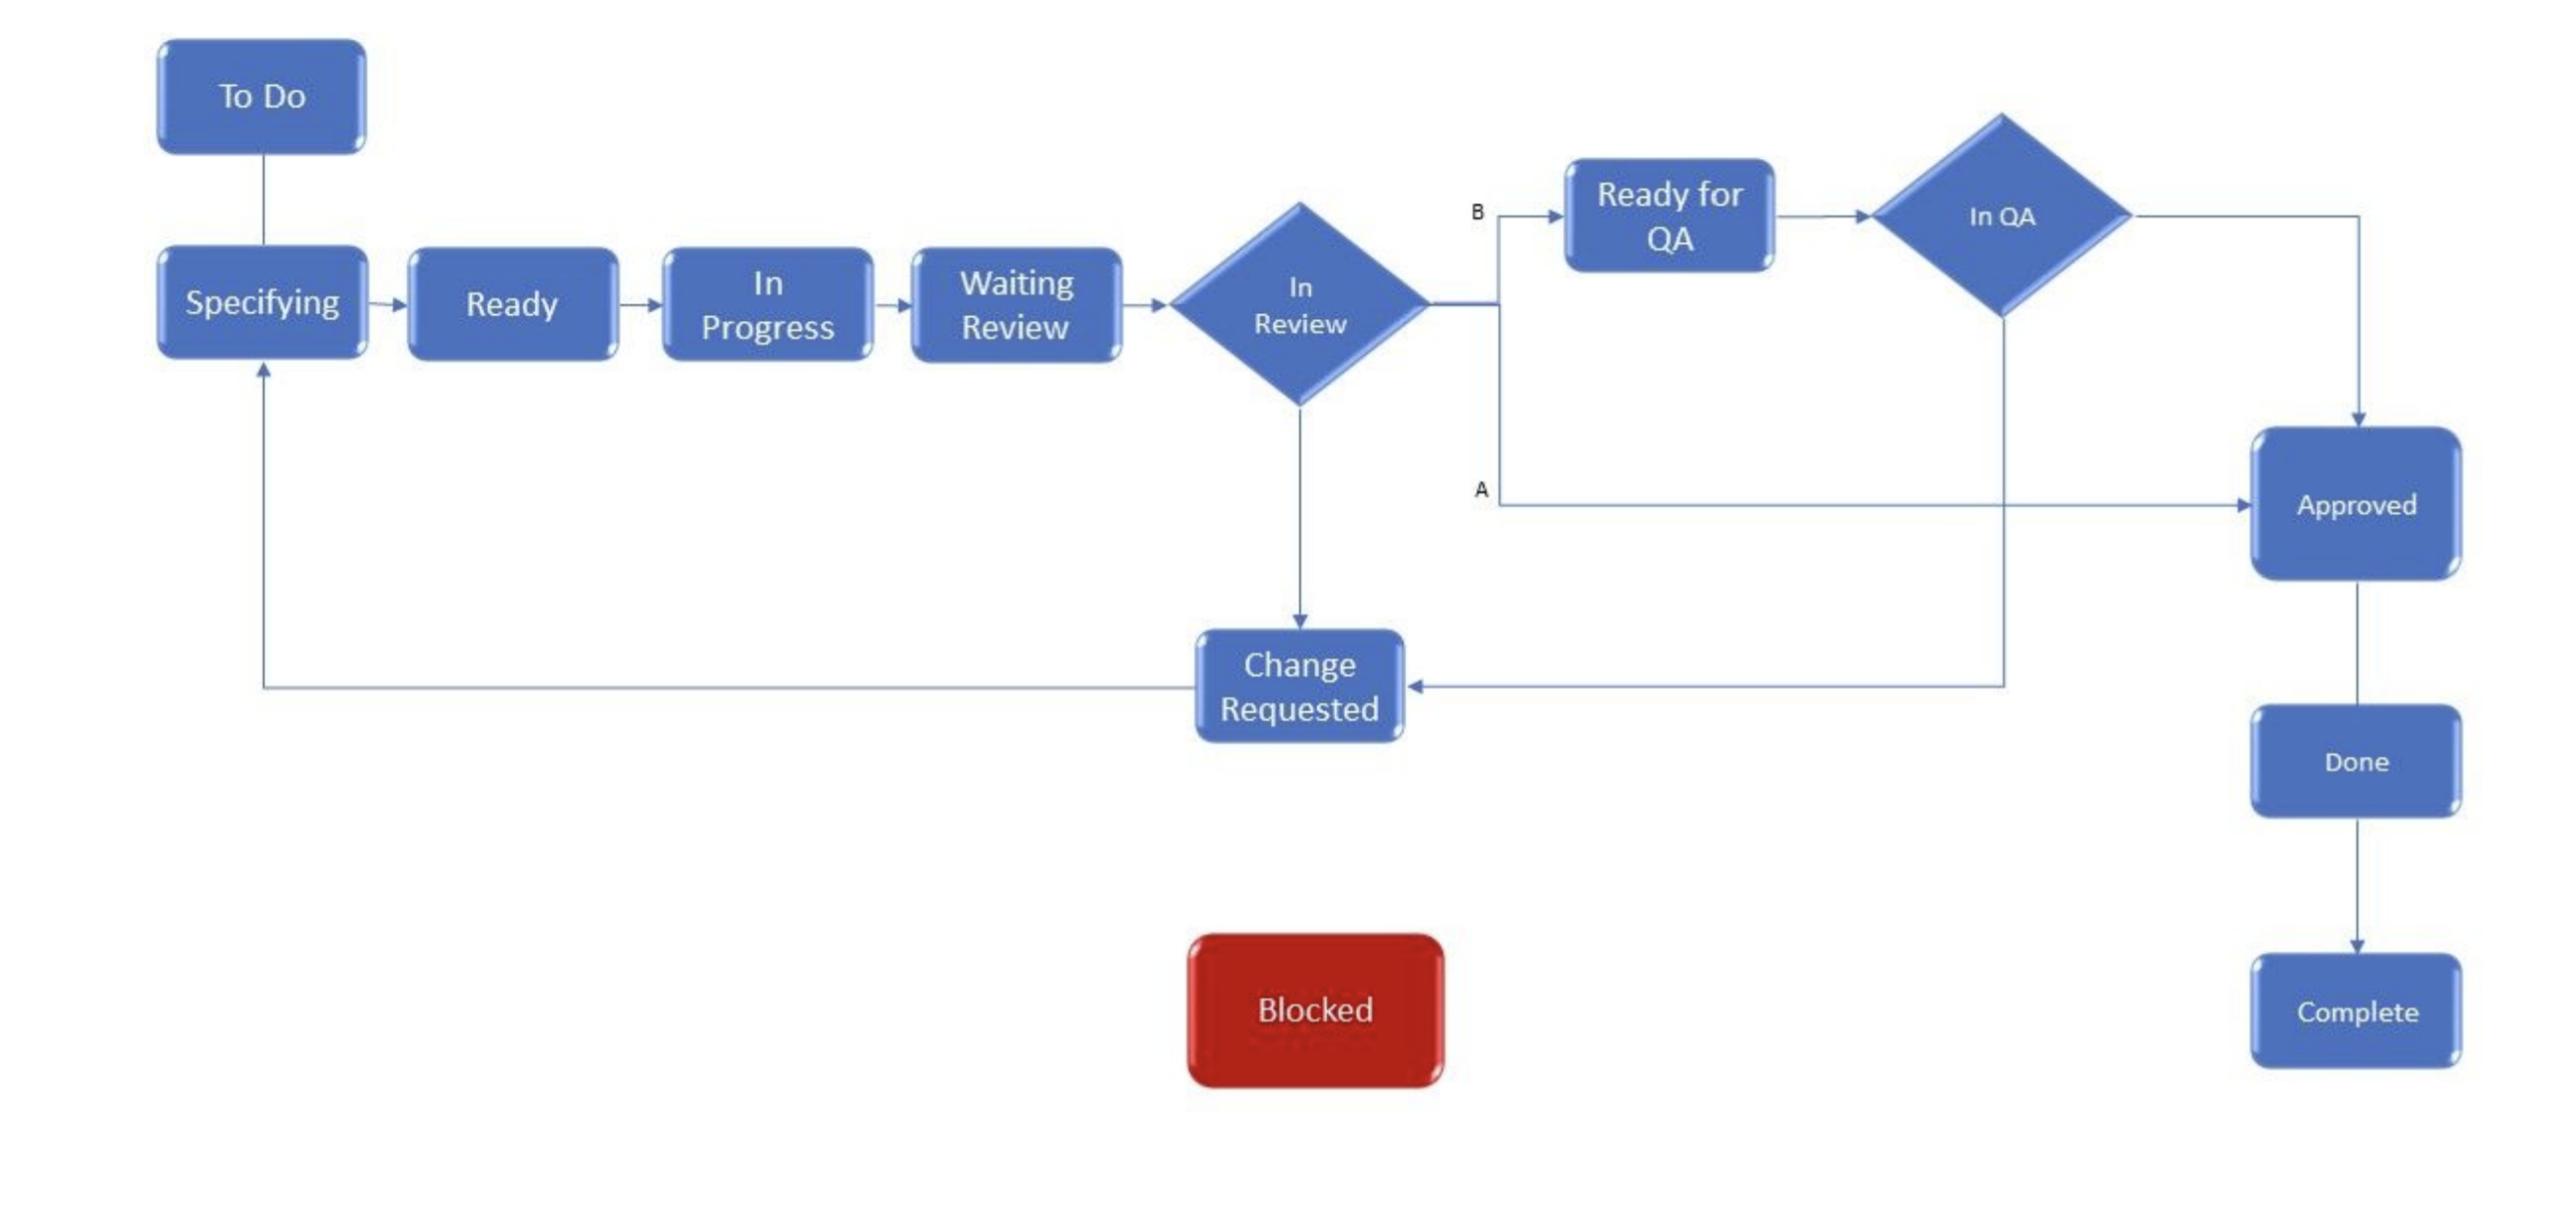 To Do
Specifying
Ready
In
Progress
Waiting
Review
In
Review
B
A
Ready for
QA
In QA
Approved
Change
Requested
Done
Complete
Blocked